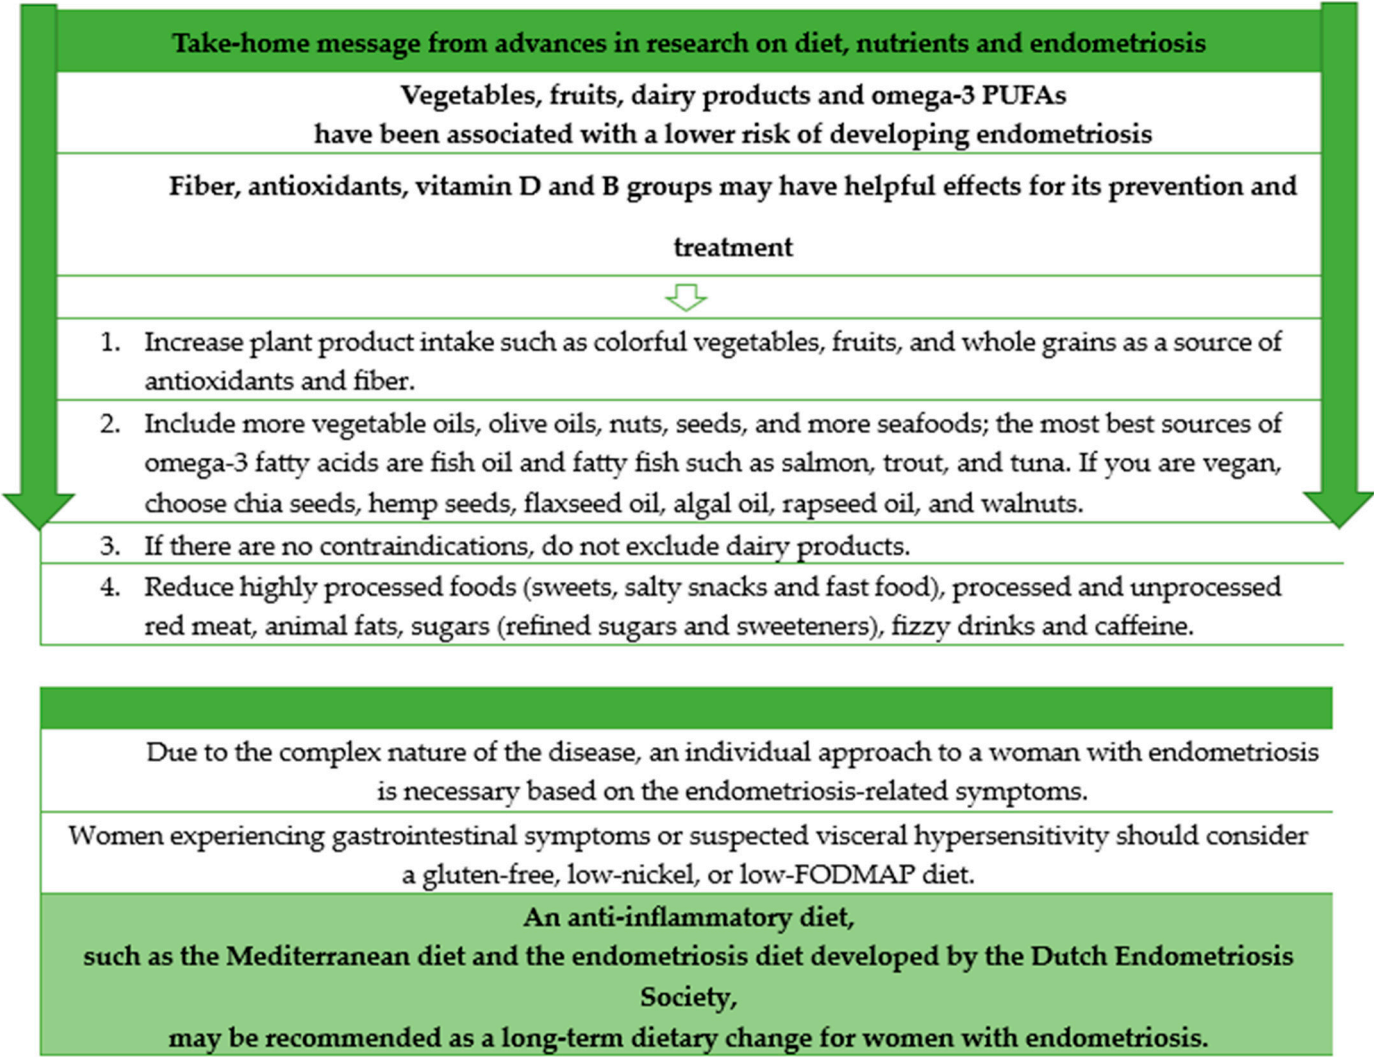 Take-home message from advances in research on diet, nutrients and endometriosis
Vegetables, fruits, dairy products and omega-3 PUFAs
have been associated with a lower risk of developing endometriosis
Fiber, antioxidants, vitamin D and B groups may have helpful effects for its prevention and
treatment
1. Increase plant product intake such as colorful vegetables, fruits, and whole grains as a source of
antioxidants and fiber.
2. Include more vegetable oils, olive oils, nuts, seeds, and more seafoods; the most best sources of
omega-3 fatty acids are fish oil and fatty fish such as salmon, trout, and tuna. If you are vegan,
choose chia seeds, hemp seeds, flaxseed oil, algal oil, rapseed oil, and walnuts.
3. If there are no contraindications, do not exclude dairy products.
4. Reduce highly processed foods (sweets, salty snacks and fast food), processed and unprocessed
red meat, animal fats, sugars (refined sugars and sweeteners), fizzy drinks and caffeine.
Due to the complex nature of the disease, an individual approach to a woman with endometriosis
is necessary based on the endometriosis-related symptoms.
Women experiencing gastrointestinal symptoms or suspected visceral hypersensitivity should consider
a gluten-free, low-nickel, or low-FODMAP diet.
An anti-inflammatory diet,
such as the Mediterranean diet and the endometriosis diet developed by the Dutch Endometriosis
Society,
may be recommended as a long-term dietary change for women with endometriosis.